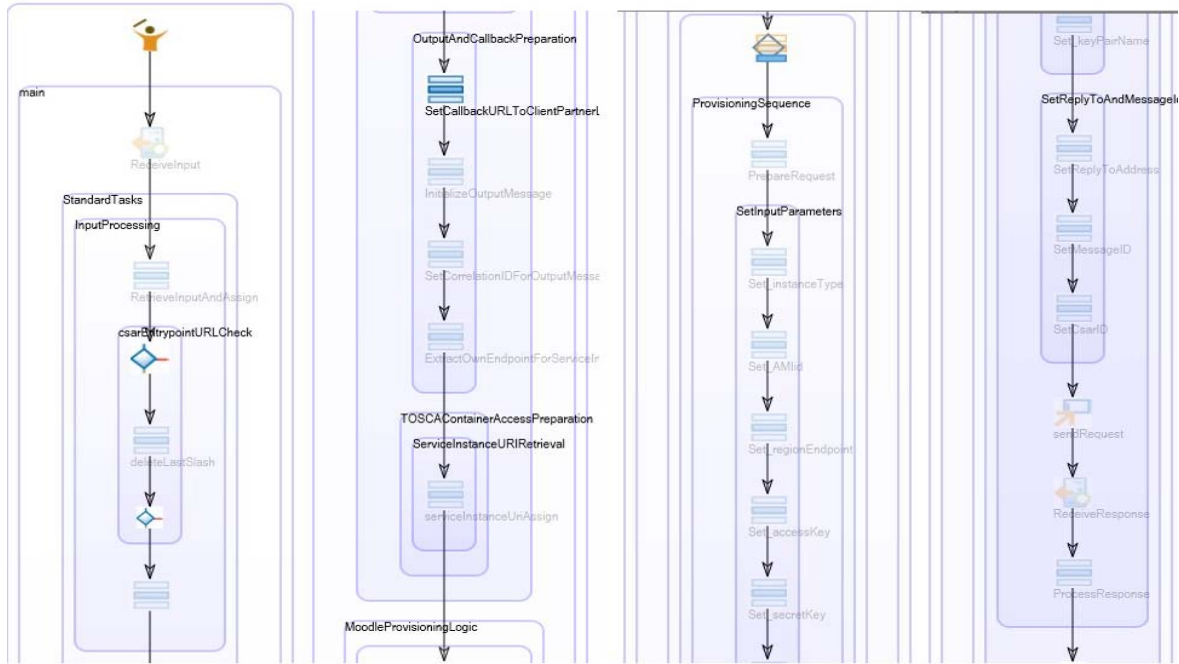 main
ReceiveInput
StandardTasks
InputProcessing
RetrieveInputAndAssign
csarEntrypointURLCheck
deleteLastSlash
OutputAndCallbackPreparation
SetCallbackURLToClientPartnerL
InitializeOutputMessage
SetCorrelationIDForOutputMessa
ExtractOwnEndpointForServiceIn
TOSCAContainerAccessPreparation
ServiceInstanceURIRetrieval
serviceInstanceUriAssign
MoodleProvisioningLogic
ProvisioningSequence
PrepareRequest
SetInputParameters
Set_instanceType
Set_AMIid
Set_regionEndpoint
Set_accessKey
Set_secretKey
Set_keyPairName
SetReplyToAndMessageId
SetReplyToAddress
SetMessageID
SetCsarID
sendRequest
ReceiveResponse
ProcessResponse